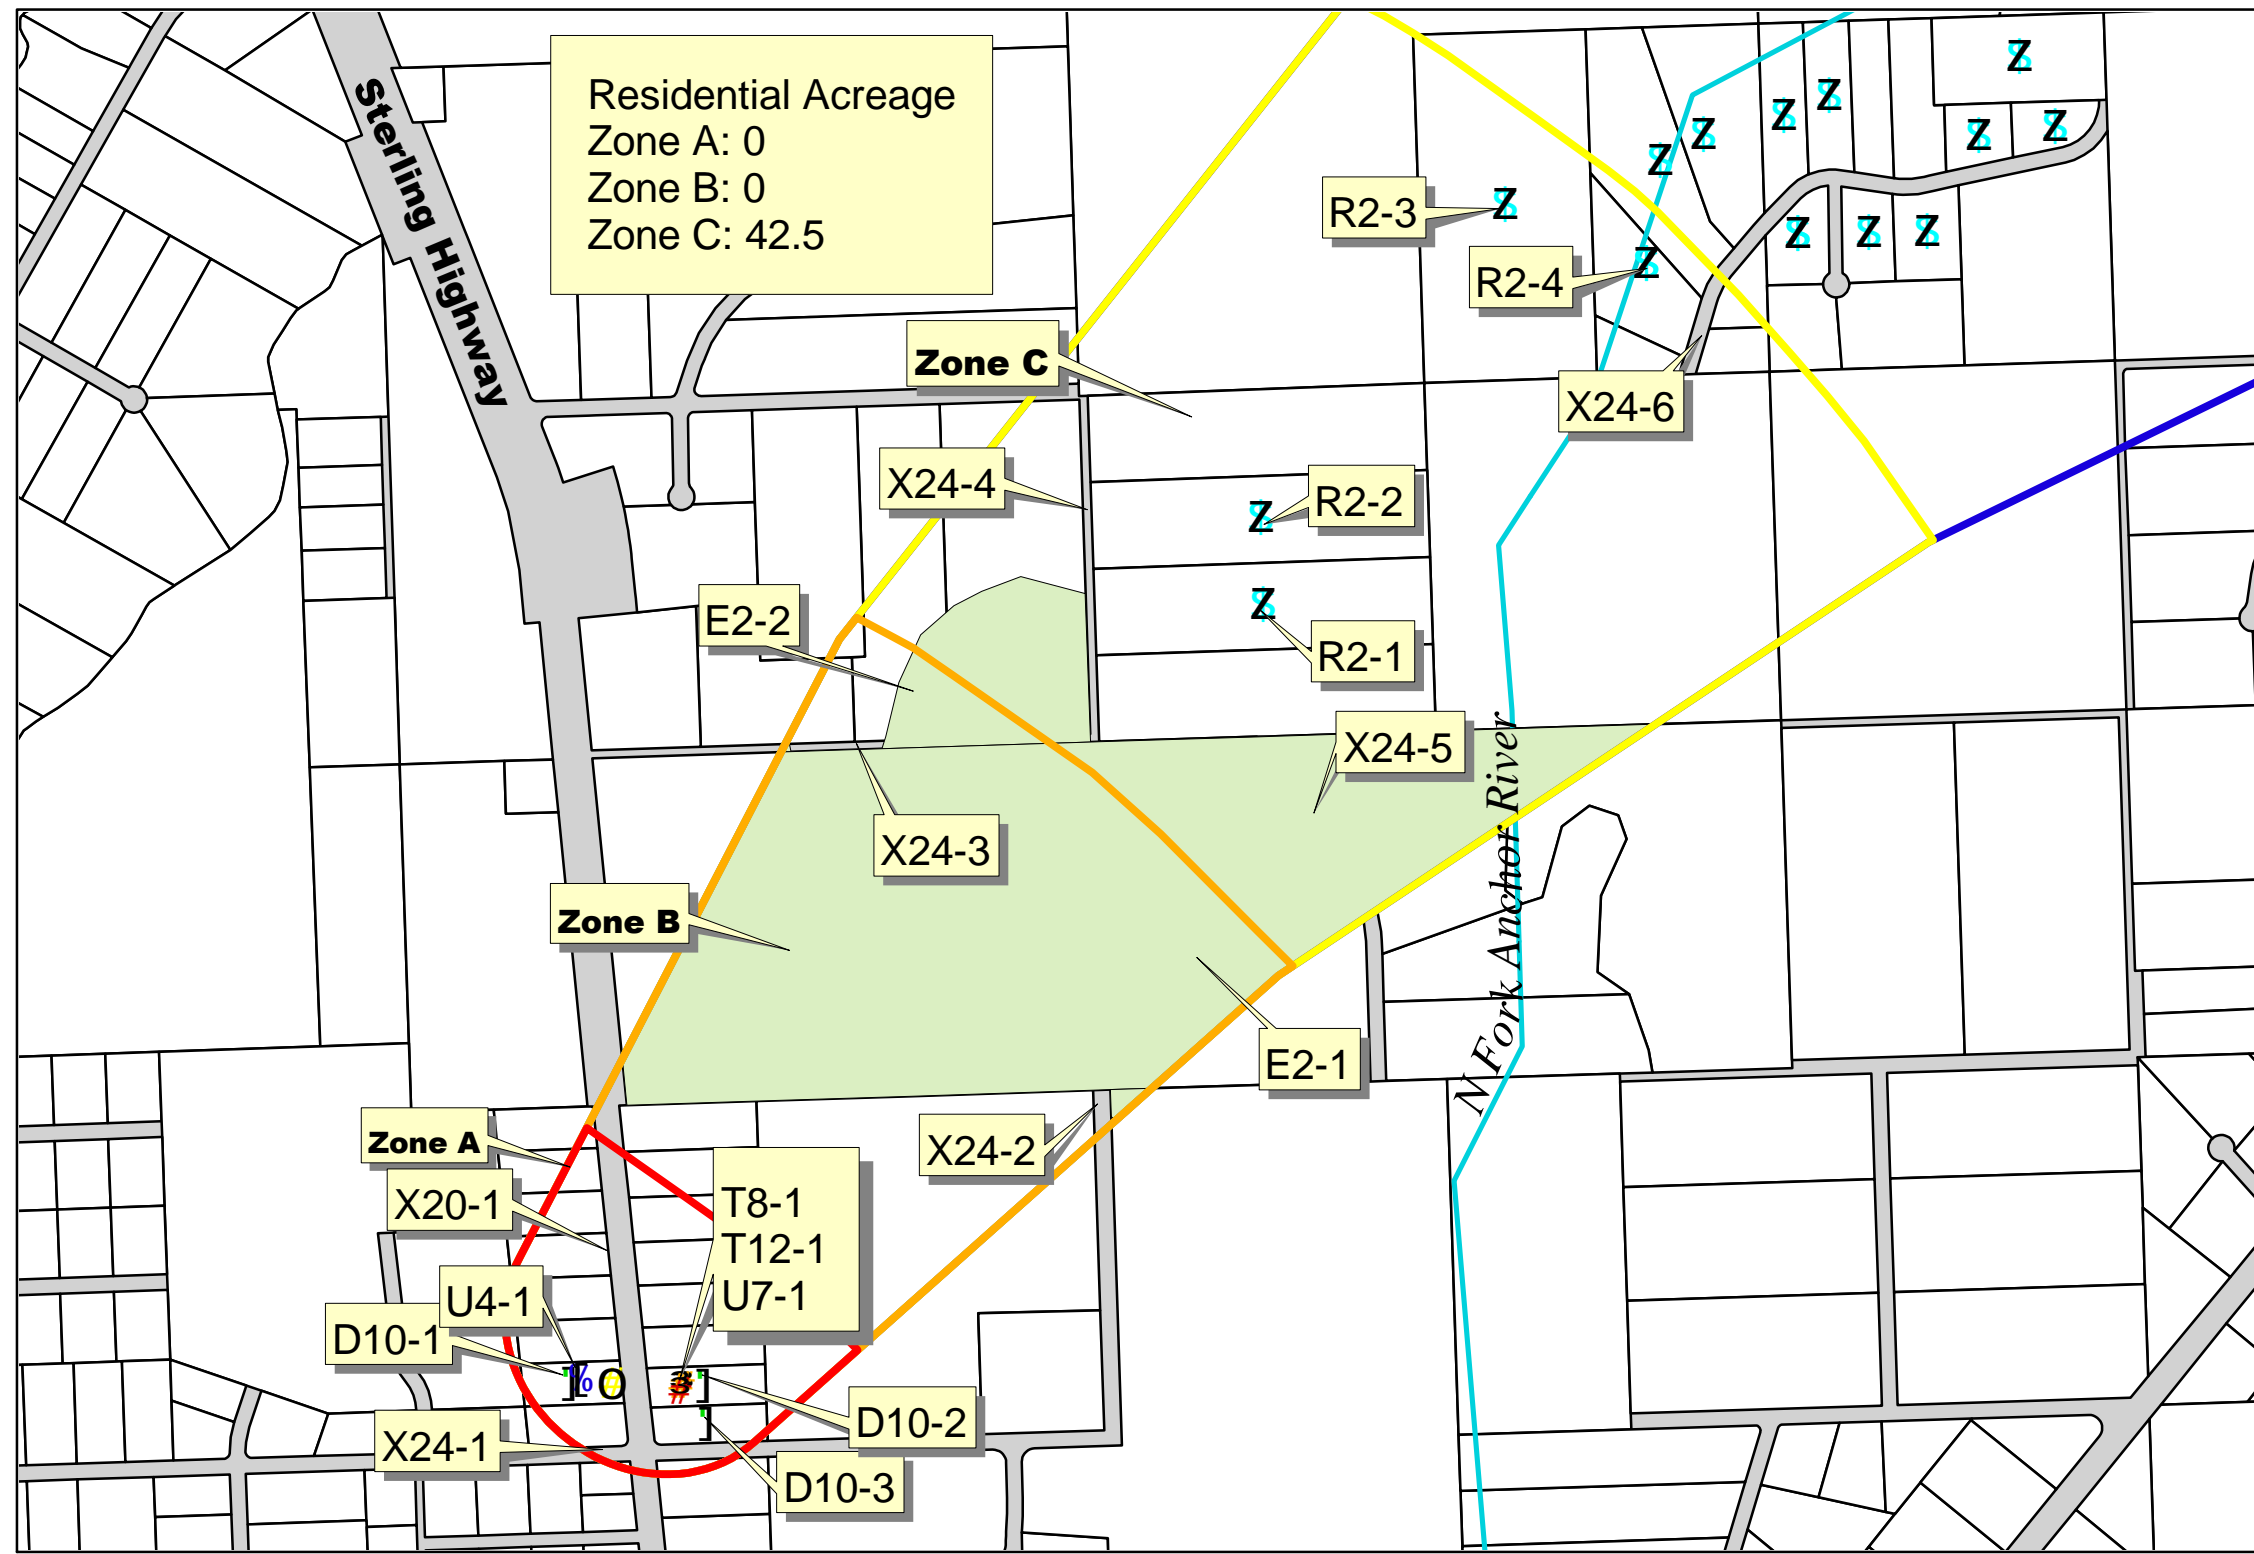 Residential Acreage
Zone A: 0
Zone B: 0
Zone C: 42.5
Sterling Highway
R2-3
R2-4
Zone C
X24-6
X24-4
R2-2
E2-2
R2-1
X24-5
X24-3
Zone B
N Fork Anchor River
E2-1
Zone A
X24-2
X20-1
T8-1
T12-1
U7-1
U4-1
D10-1
D10-2
X24-1
D10-3